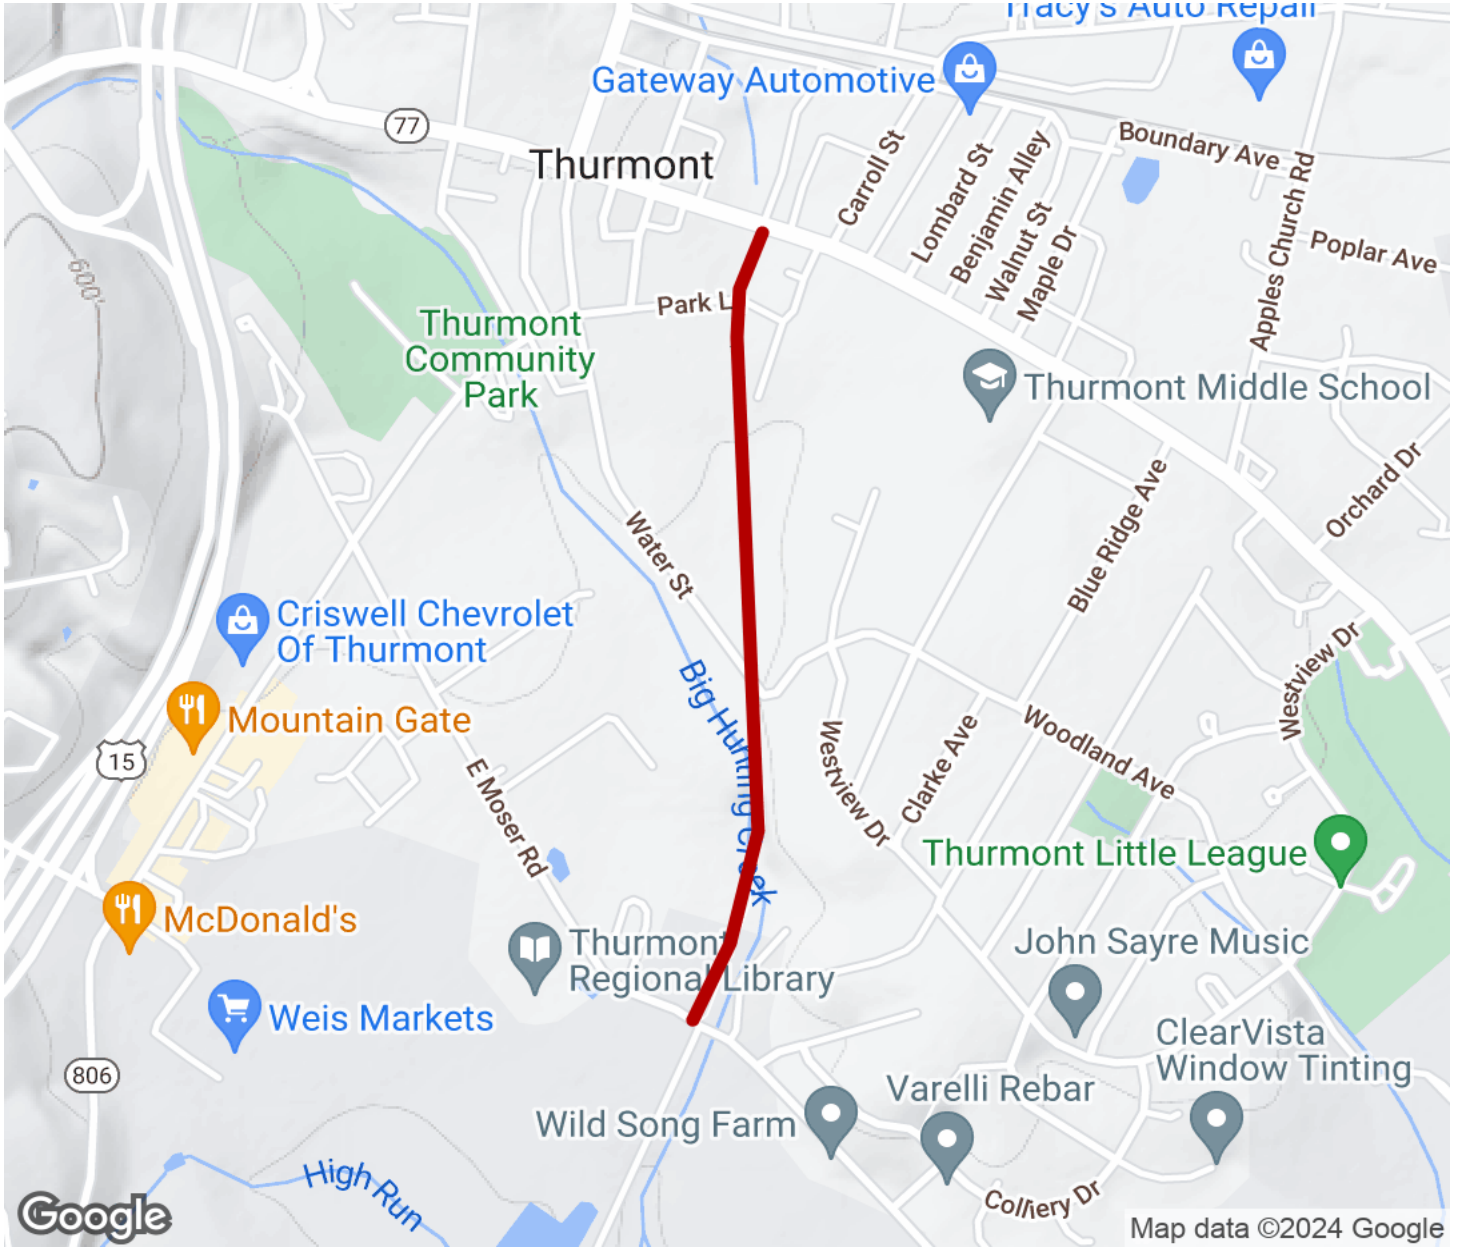 Tracy's Auto Repair
Gateway Automotive
77
Thurmont
Carroll St
Lombard St
Benjamin Alley
Walnut St
Maple Dr
Boundary Ave
Apples Church Rd
Poplar Ave
600'
Park L
Thurmont
Community
Park
Thurmont Middle School
Orchard Dr
Blue Ridge Ave
Water St
Criswell Chevrolet
Of Thurmont
Mountain Gate
15
Big Hunting Creek
Westview Dr
Westview Dr
Woodland Ave
Clarke Ave
E Moser Rd
Thurmont Little League
McDonald's
Thurmont
Regional Library
John Sayre Music
Weis Markets
ClearVista
Window Tinting
806
Varelli Rebar
Wild Song Farm
High Run
Colliery Dr
Google
Map data ©2024 Google